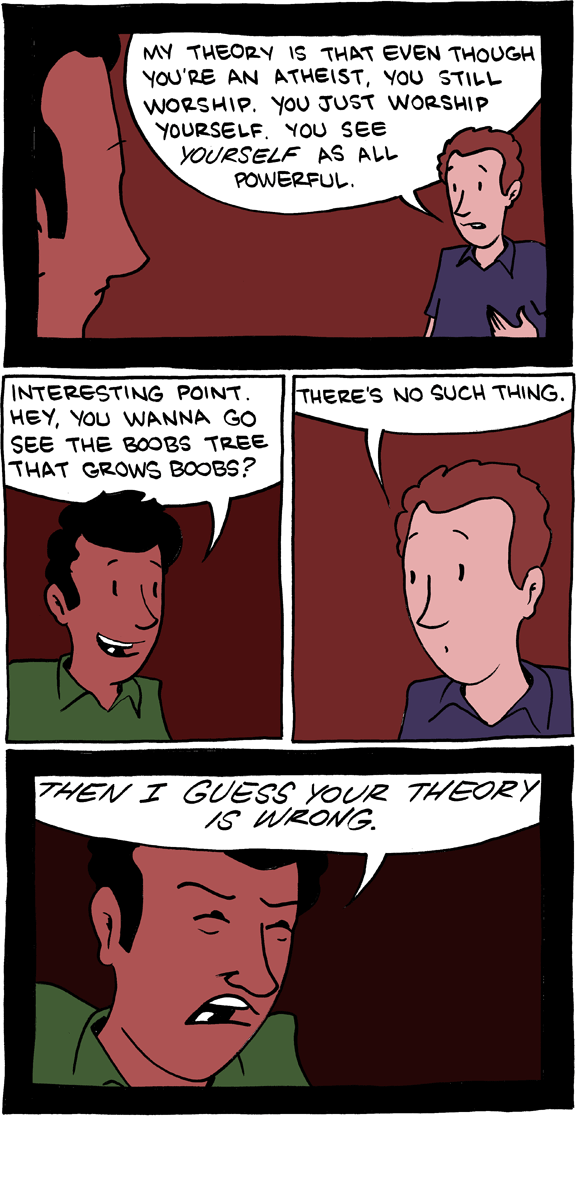 MY THEORY IS THAT EVEN THOUGH
YOU'RE AN ATHEIST, YOU STILL
WORSHIP. YOU JUST WORSHIP
YOURSELF. YOU SEE
YOURSELF AS ALL
POWERFUL.
INTERESTING POINT.
HEY, YOU WANNA GO
SEE THE BOOBS TREE
THAT GROWS BOOBS?
THERE'S NO SUCH THING.
THEN I GUESS YOUR THEORY
IS WRONG.